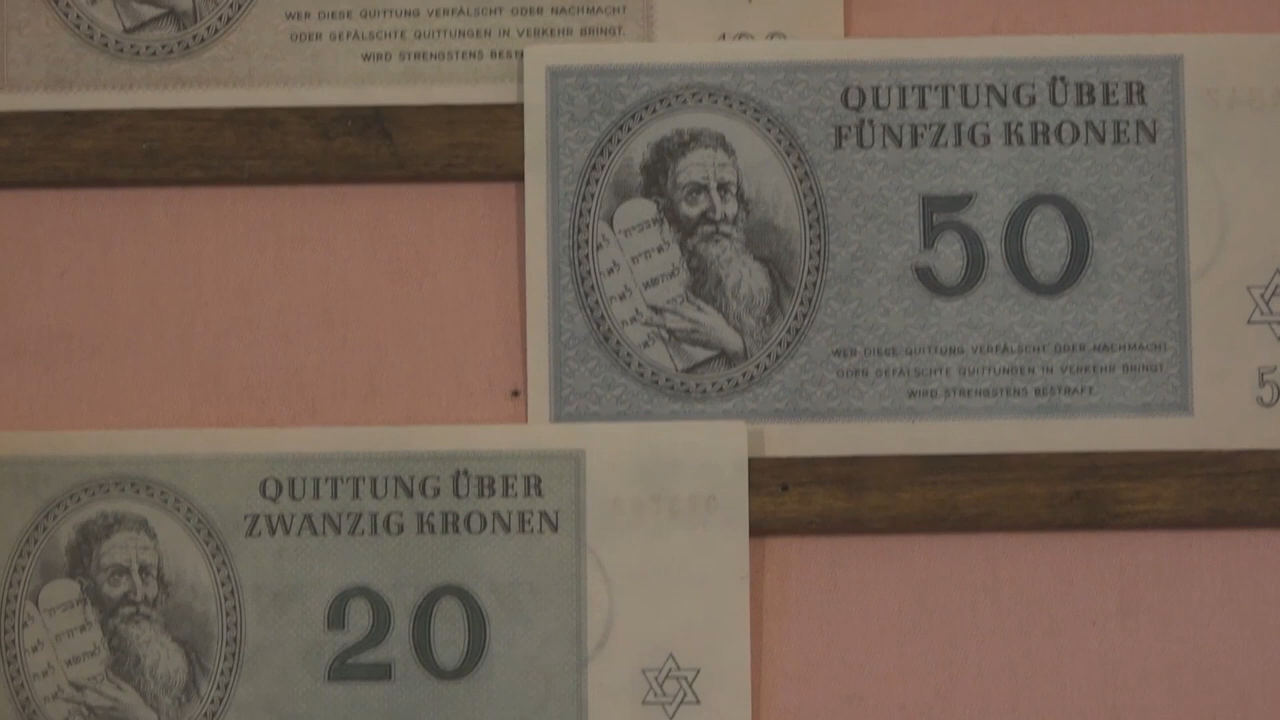 WER DIESE QUITTUNG VERFÄLSCHT ODER NACHMACHT
ODER GEFÄLSCHTE QUITTUNGEN IN VERKEHR BRINGT,
WIRD STRENGSTENS
QUITTUNG ÜBER
FÜNFZIG KRONEN
50
WER DIESE QUITTUNG VERFÄLSCHT ODER NACHMACHT
ODER GEFÄLSCHTE QUITTUNGEN IN VERKEHR BRINGT,
WIRD STRENGSTENS BESTRAFT.
5
QUITTUNG ÜBER
ZWANZIG KRONEN
20